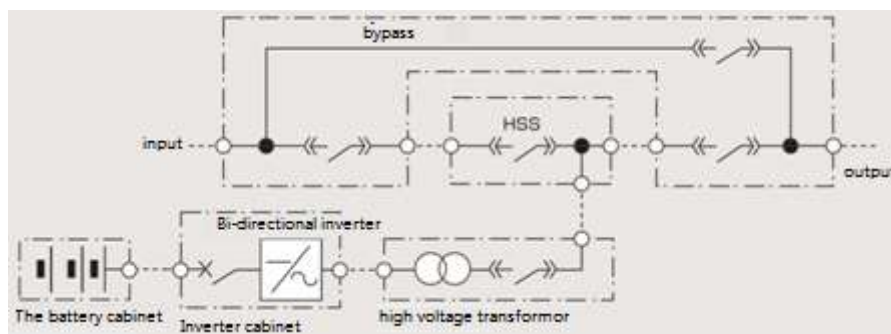 bypass
HSS
input
output
Bi-directional inverter
The battery cabinet
Inverter cabinet
high voltage transformor